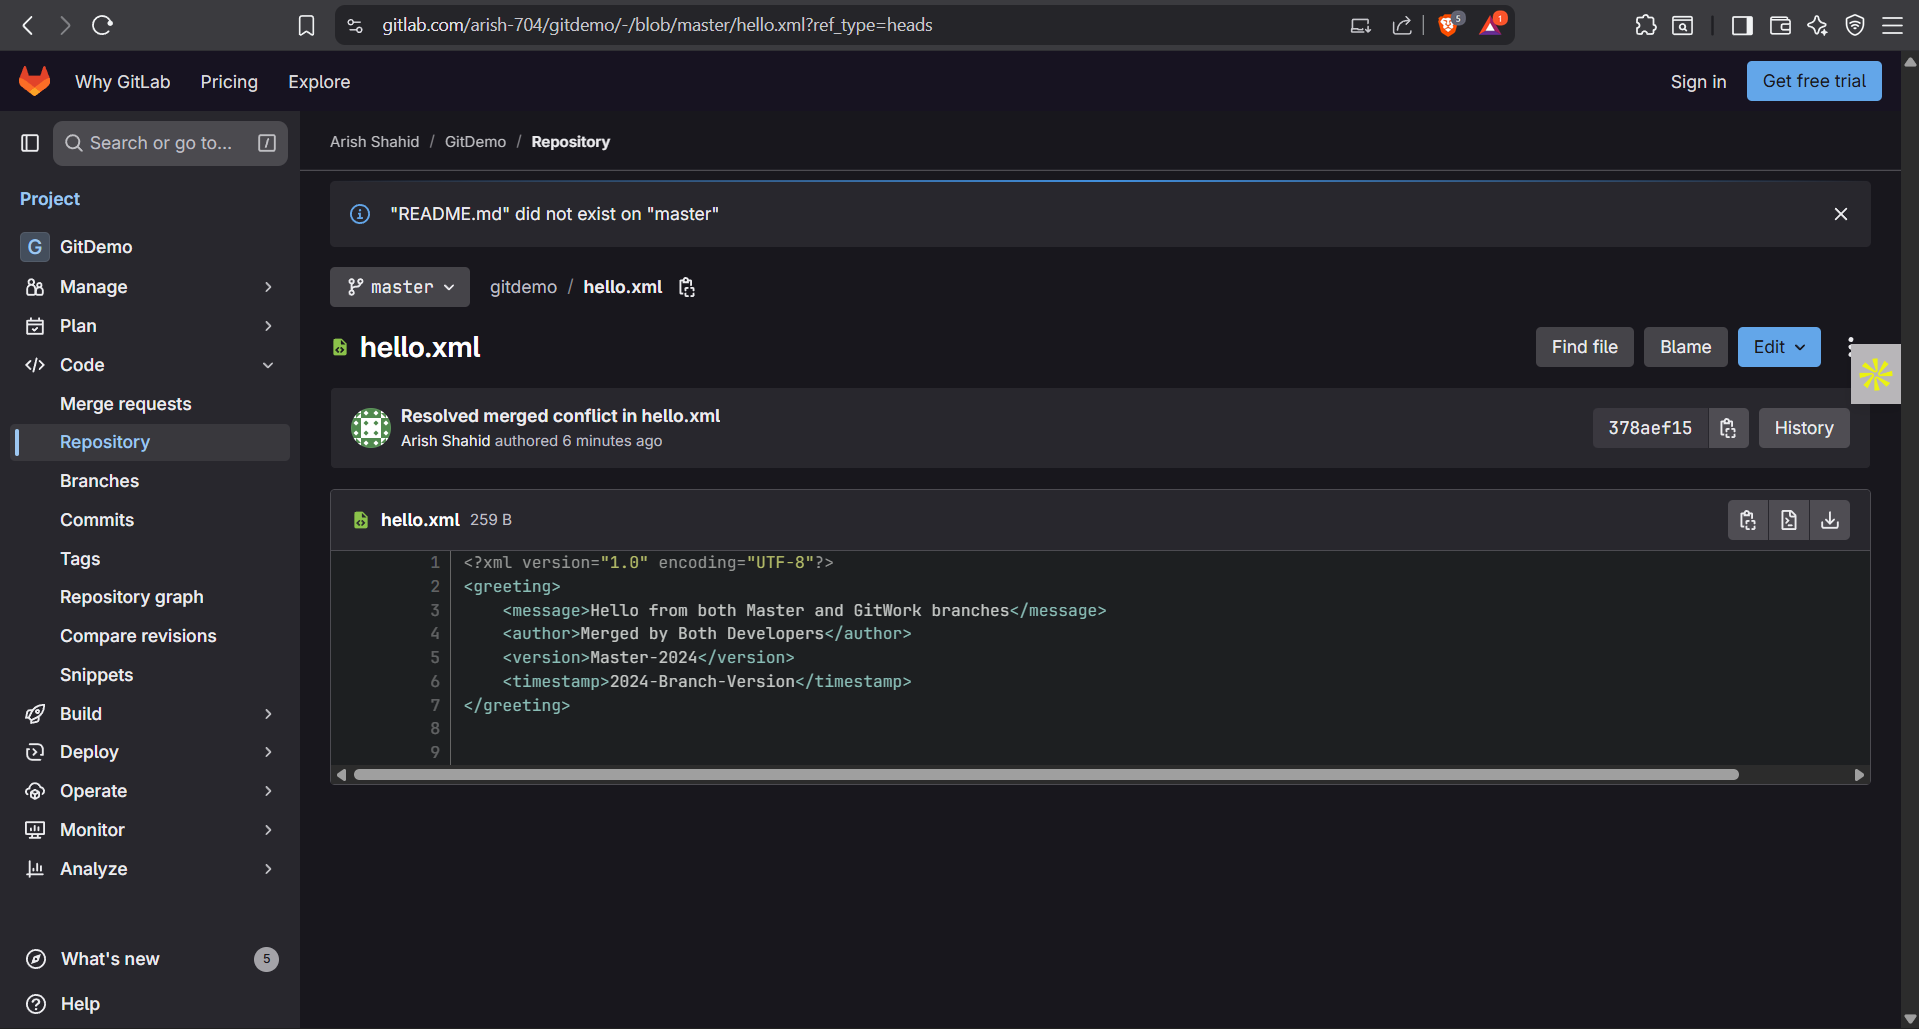 gitlab.com/arish-704/gitdemo/-/blob/master/hello.xml?ref_type=heads
5
1
Why GitLab
Pricing
Explore
Sign in
Get free trial
Search or go to...
/
Arish Shahid / GitDemo / Repository
Project
"README.md" did not exist on "master"
G GitDemo
Manage
Plan
Code
Merge requests
Repository
Branches
Commits
Tags
Repository graph
Compare revisions
Snippets
Build
Deploy
Operate
Monitor
Analyze
What's new
5
Help
master
gitdemo / hello.xml
hello.xml
Find file
Blame
Edit
Resolved merged conflict in hello.xml
Arish Shahid authored 6 minutes ago
378aef15
History
hello.xml 259 B
1 <?xml version="1.0" encoding="UTF-8"?>
2 <greeting>
3     <message>Hello from both Master and GitWork branches</message>
4     <author>Merged by Both Developers</author>
5     <version>Master-2024</version>
6     <timestamp>2024-Branch-Version</timestamp>
7 </greeting>
8
9